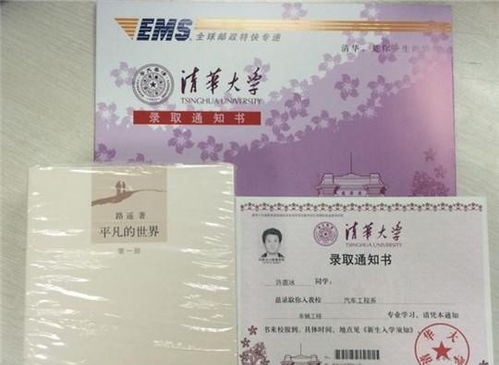 EMS 全球邮政特快专递
清华大学
TSINGHUA UNIVERSITY
录取通知书
路遥 著
平凡的世界
第一部
清华大学
TSINGHUA UNIVERSITY
录取通知书
同学:
兹录取你入我校 汽车工程系
车辆工程 专业学习。请凭本通知
书来校报到。具体时间、地点见《新生入学须知》